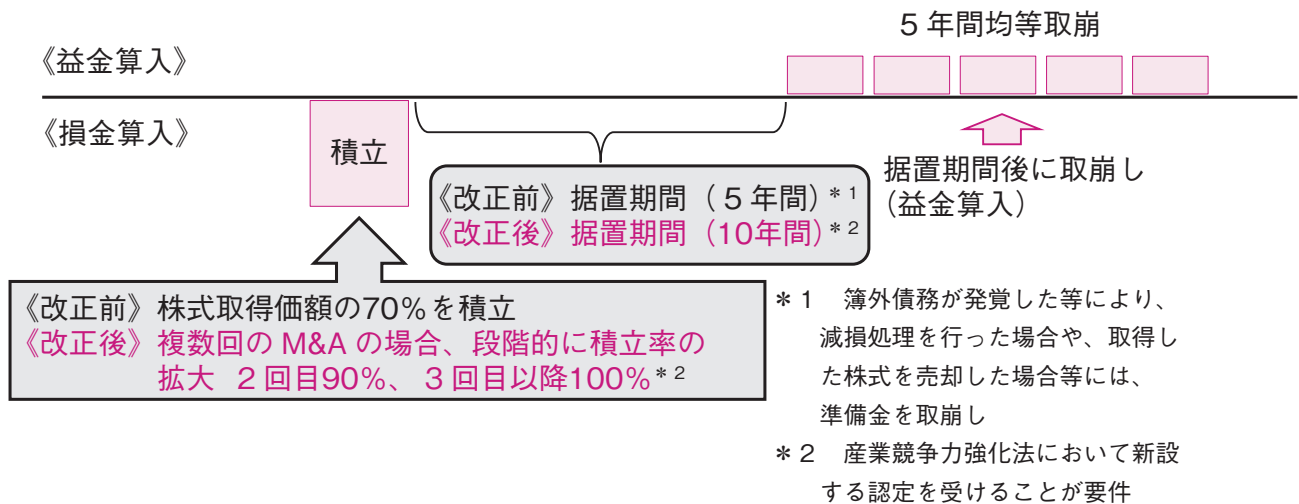 5年間均等取崩
《益金算入》
《損金算入》
積立
《改正前》据置期間（5年間）＊1
《改正後》据置期間（10年間）＊2
据置期間後に取崩し
（益金算入）
《改正前》株式取得価額の70％を積立
《改正後》複数回の M&A の場合、段階的に積立率の
拡大 2回目90％、3回目以降100％＊2
＊1 簿外債務が発覚した等により、
減損処理を行った場合や、取得し
た株式を売却した場合等には、
準備金を取崩し
＊2 産業競争力強化法において新設
する認定を受けることが要件